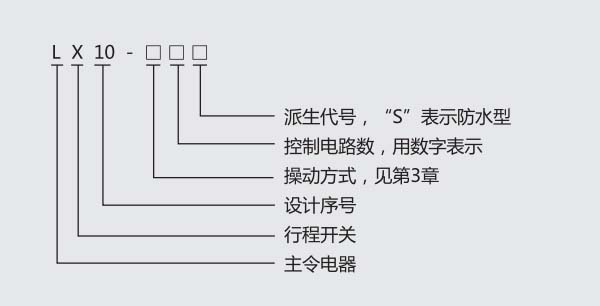 L X 10 - □ □ □
派生代号，“S”表示防水型
控制电路数，用数字表示
操动方式，见第3章
设计序号
行程开关
主令电器